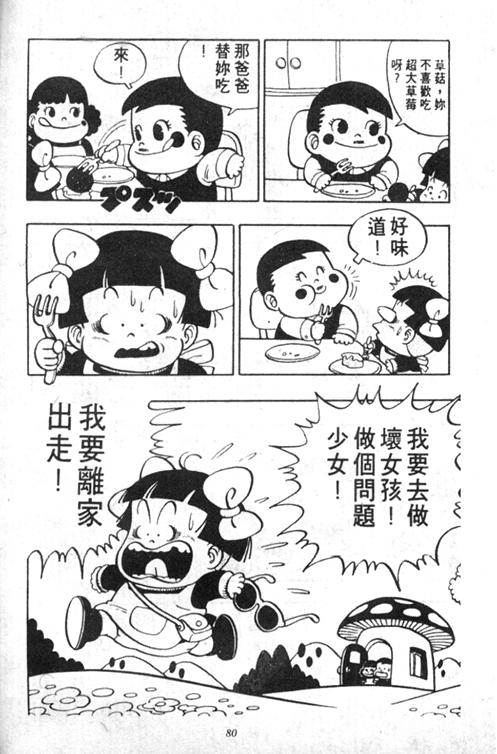 草菇，妳
不喜歡吃
超大草莓
呀？
那爸爸
替妳吃
！
來！
プスッ
好味
道！
我要去做
壞女孩！
做個問題
少女！
我要離家
出走！
80